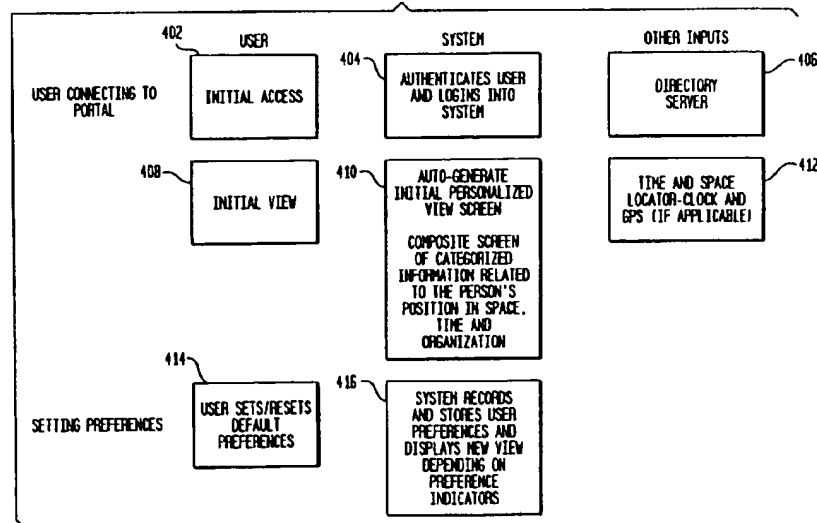 USER
SYSTEM
OTHER INPUTS
USER CONNECTING TO
PORTAL
402
INITIAL ACCESS
404
AUTHENTICATES USER
AND LOGINS INTO
SYSTEM
406
DIRECTORY
SERVER
408
INITIAL VIEW
410
AUTO-GENERATE
INITIAL PERSONALIZED
VIEW SCREEN
COMPOSITE SCREEN
OF CATEGORIZED
INFORMATION RELATED
TO THE PERSON'S
POSITION IN SPACE,
TIME AND
ORGANIZATION
412
TIME AND SPACE
LOCATOR-CLOCK AND
GPS (IF APPLICABLE)
SETTING PREFERENCES
414
USER SETS/RESETS
DEFAULT
PREFERENCES
416
SYSTEM RECORDS
AND STORES USER
PREFERENCES AND
DISPLAYS NEW VIEW
DEPENDING ON
PREFERENCE
INDICATORS